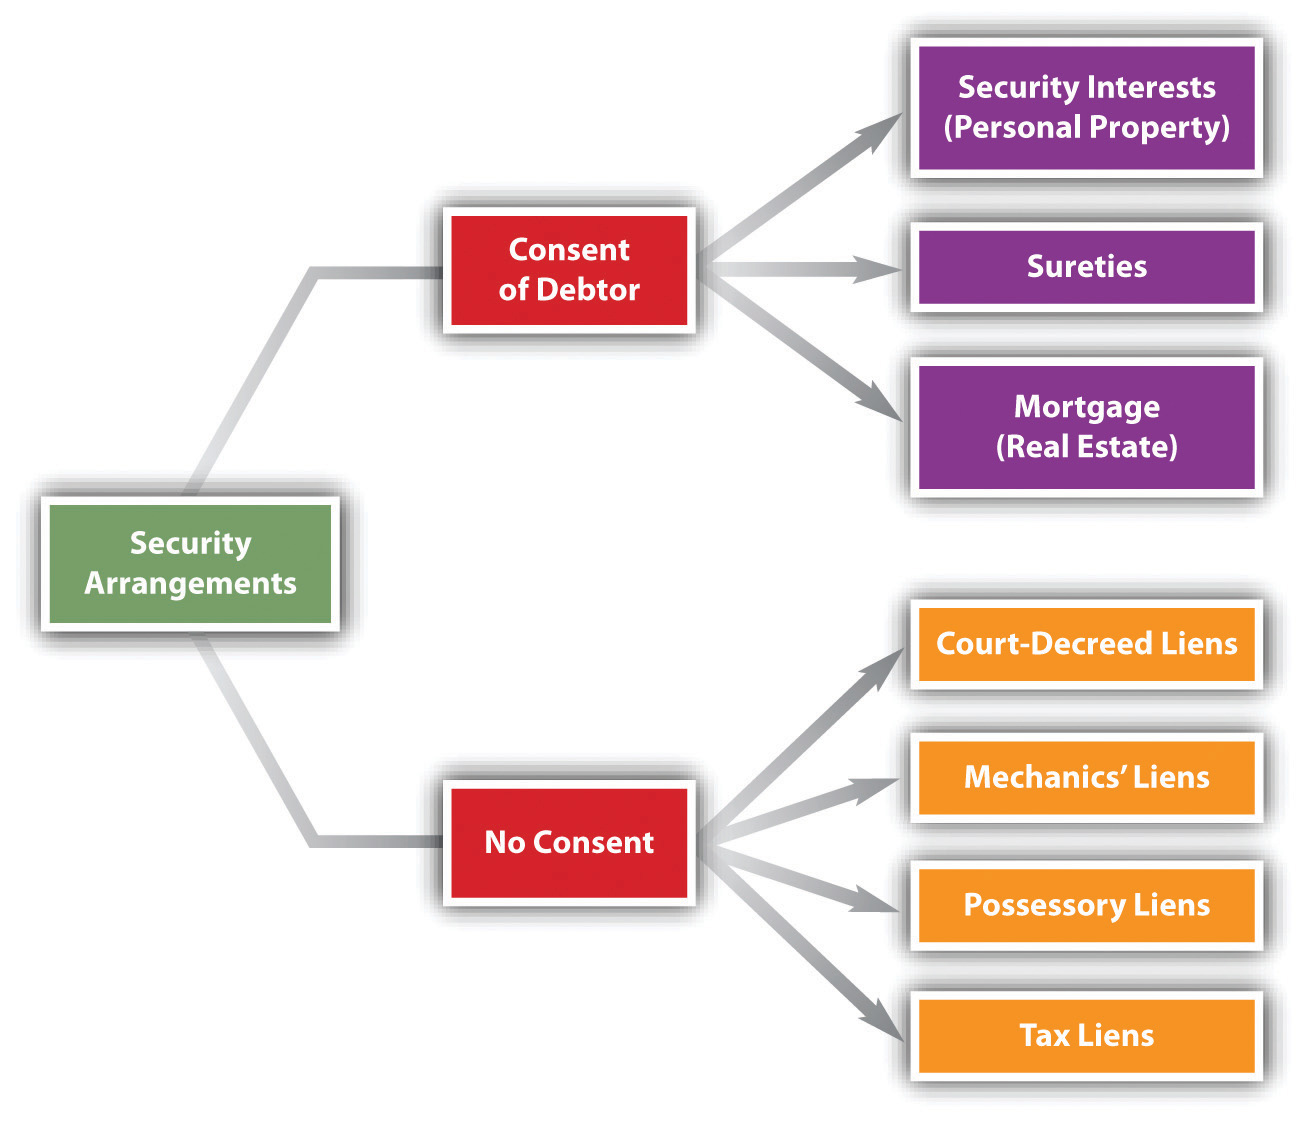 Security
Arrangements
Consent
of Debtor
Security Interests
(Personal Property)
Sureties
Mortgage
(Real Estate)
No Consent
Court-Decreed Liens
Mechanics’ Liens
Possessory Liens
Tax Liens